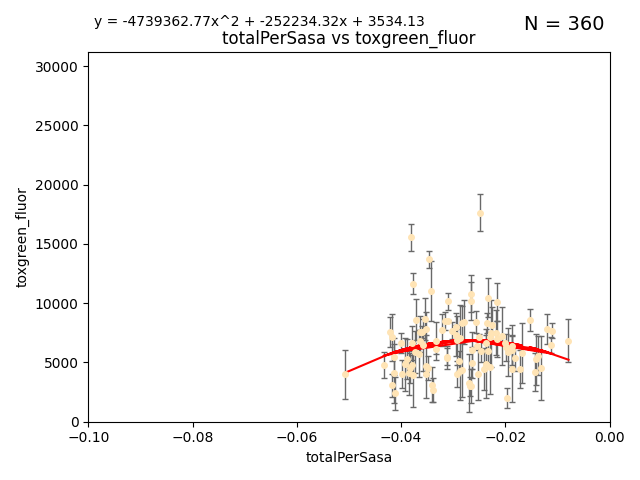 y = -4739362.77x^2 + -252234.32x + 3534.13
N = 360
totalPerSasa vs toxgreen_fluor
30000
25000
20000
15000
10000
5000
0
toxgreen_fluor
−0.10 −0.08 −0.06 −0.04 −0.02 0.00
totalPerSasa